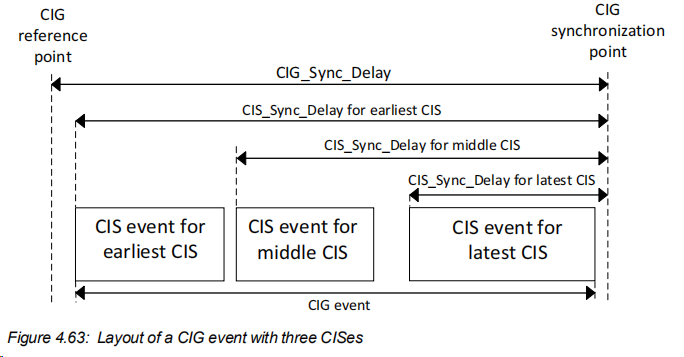 CIG
reference
point
CIG
synchronization
point
CIG_Sync_Delay
CIS_Sync_Delay for earliest CIS
CIS_Sync_Delay for middle CIS
CIS_Sync_Delay for latest CIS
CIS event for
earliest CIS
CIS event for
middle CIS
CIS event for
latest CIS
CIG event
Figure 4.63:  Layout of a CIG event with three CISes